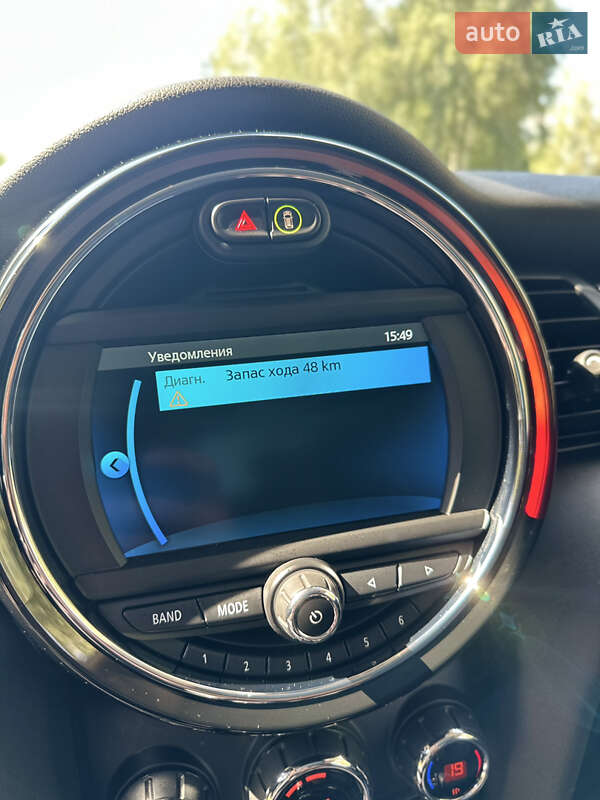 auto RIA
.com
15:49
Уведомления
Диагн. Запас хода 48 km
BAND MODE
1 2 3 4 5 6
19